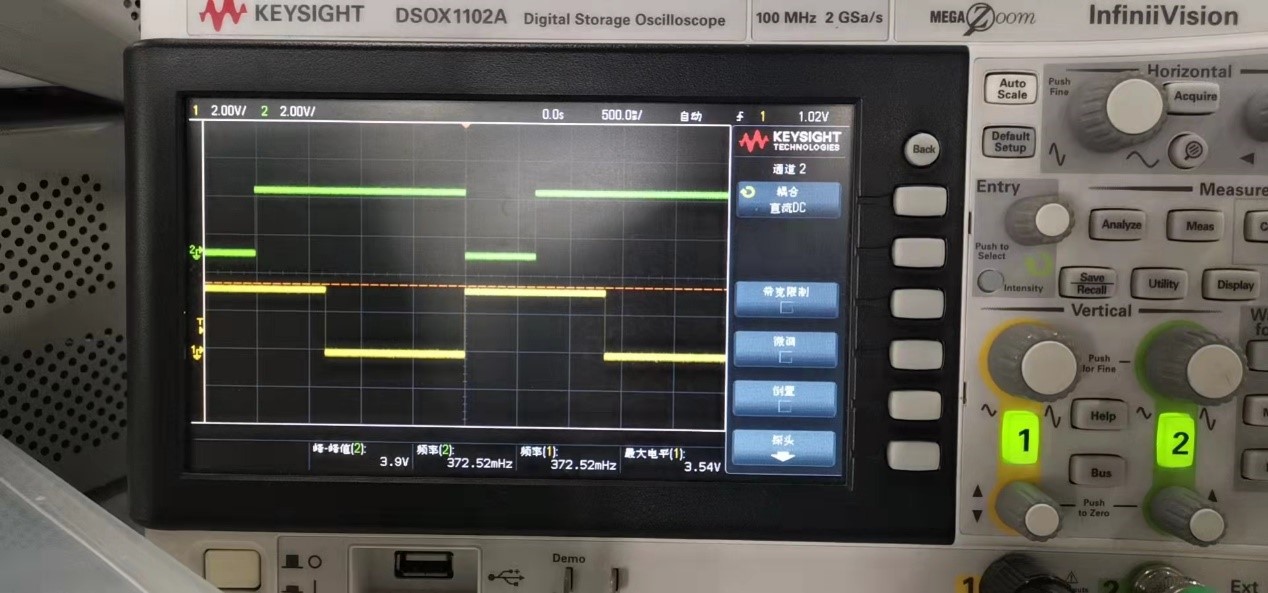 KEYSIGHT DSOX1102A Digital Storage Oscilloscope 100 MHz 2 GSa/s MEGA Zoom InfiniiVision
1 2.00V/ 2 2.00V/ 0.0s 500.0ms/ 自动 1 1.02V
KEYSIGHT
TECHNOLOGIES
通道 2
耦合
直流DC
带宽限制
微调
倒置
探头
2
T
1
峰-峰值(2):
3.9V
频率(2):
372.52mHz
频率(1):
372.52mHz
最大电平(1):
3.54V
Back
Auto
Scale
Default
Setup
Horizontal
Push
Fine
Acquire
Entry
Push to
Select
Intensity
Measure
Analyze
Meas
Save
Recall
Utility
Display
Vertical
Push
for Fine
Help
1
2
Bus
Push
to Zero
Demo
1
2
Ext